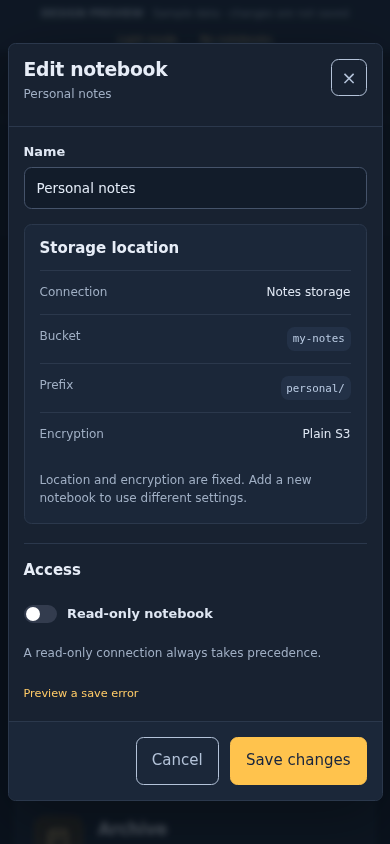 Edit notebook
Personal notes
Name
Personal notes
Storage location
Connection Notes storage
Bucket my-notes
Prefix personal/
Encryption Plain S3
Location and encryption are fixed. Add a new
notebook to use different settings.
Access
Read-only notebook
A read-only connection always takes precedence.
Preview a save error
Cancel Save changes
Archive